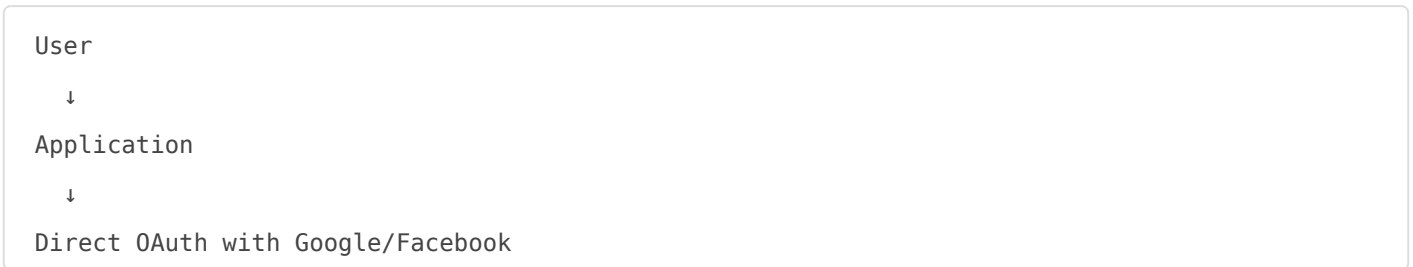 User
↓
Application
↓
Direct OAuth with Google/Facebook